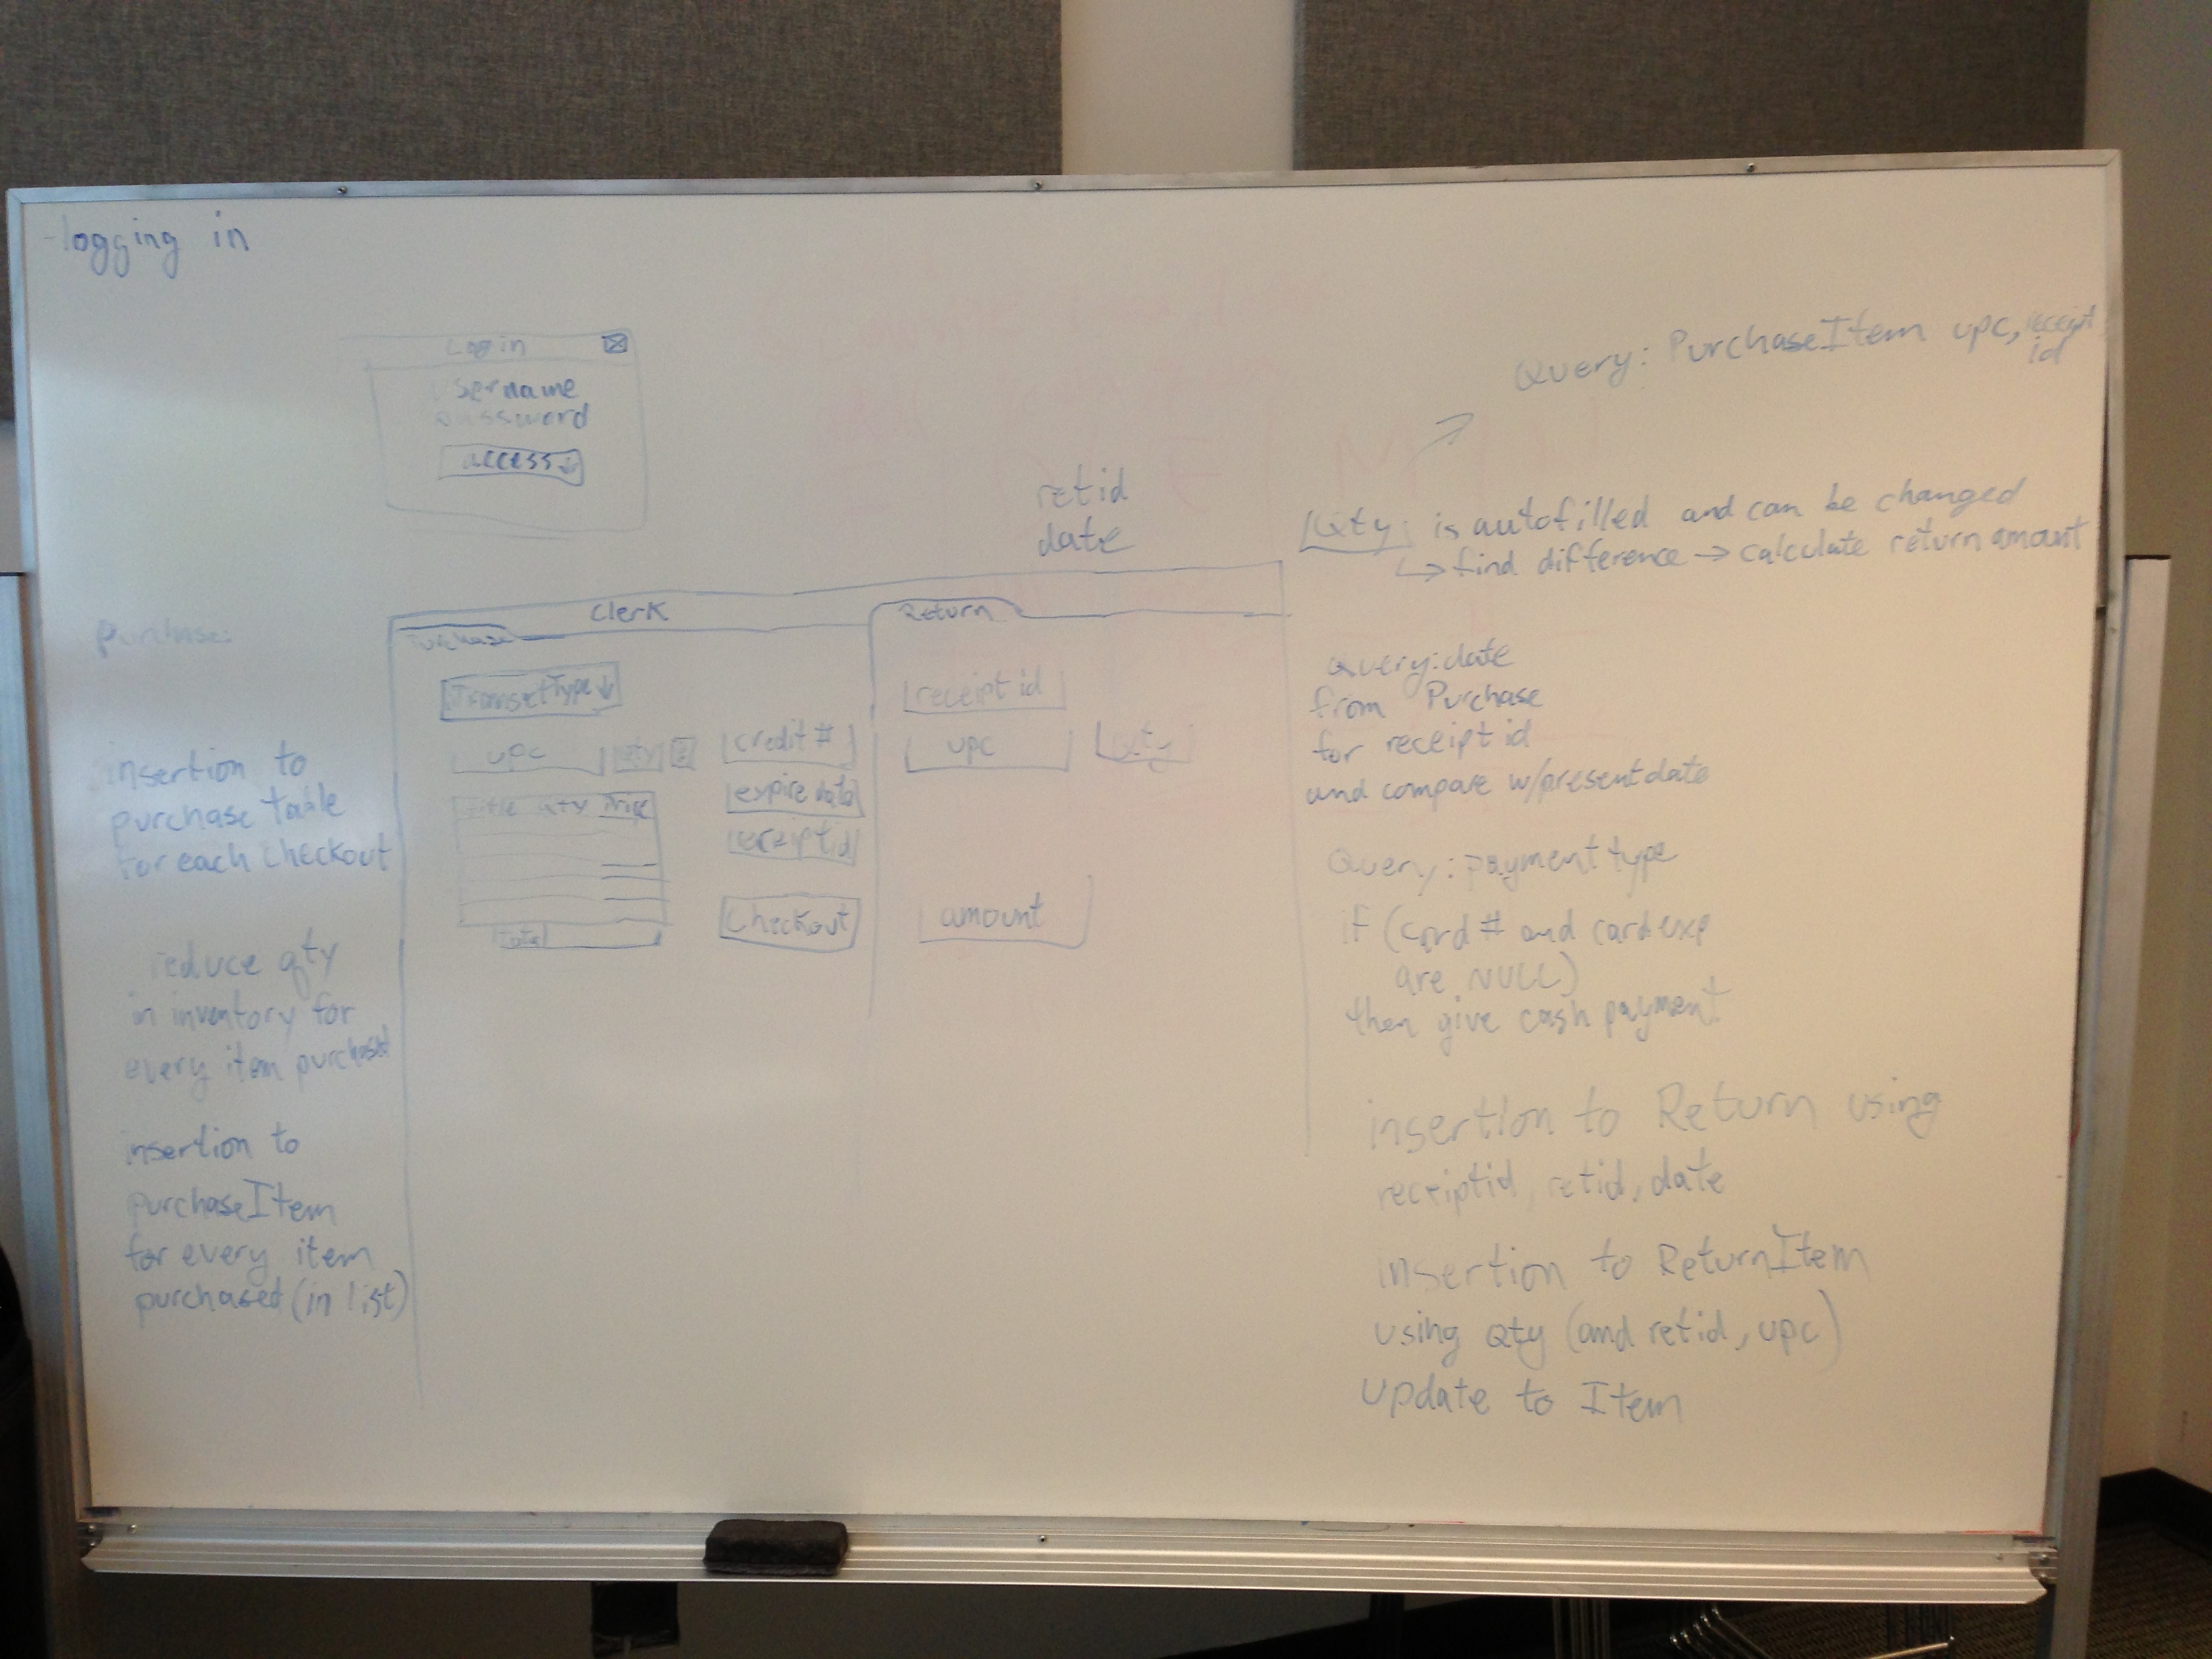 -logging in
Login
username
password
access ↓
retid
date
Query: PurchaseItem upc, receipt id
Qty is autofilled and can be changed
↳ find difference → calculate return amount
Clerk
Purchase
Return
TransetType ↓
upc
qty
credit #
expire date
receiptid
title qty Price
Total
Checkout
receipt id
upc
Qty
amount
purchase:
insertion to
purchase table
for each checkout
reduce qty
in inventory for
every item purchased
insertion to
purchaseItem
for every item
purchased (in list)
Query: date
from Purchase
for receipt id
and compare w/present date
Query: payment type
if (card # and card exp
are NULL)
then give cash payment
insertion to Return using
receiptid, retid, date
insertion to ReturnItem
using qty (and retid, upc)
update to Item